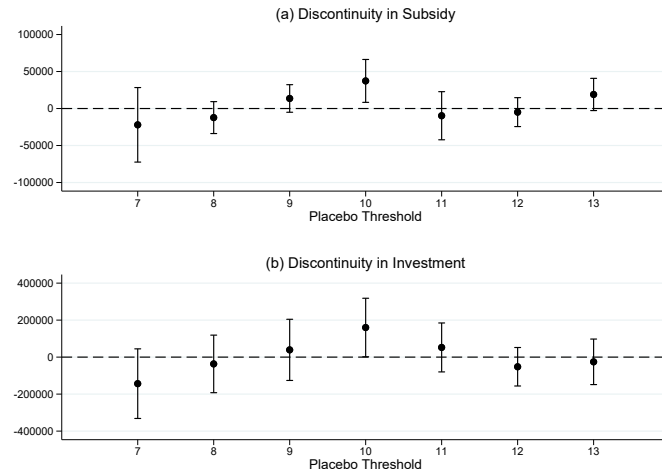 (a) Discontinuity in Subsidy
100000
50000
0
-50000
-100000
7 8 9 10 11 12 13
Placebo Threshold
(b) Discontinuity in Investment
400000
200000
0
-200000
-400000
7 8 9 10 11 12 13
Placebo Threshold